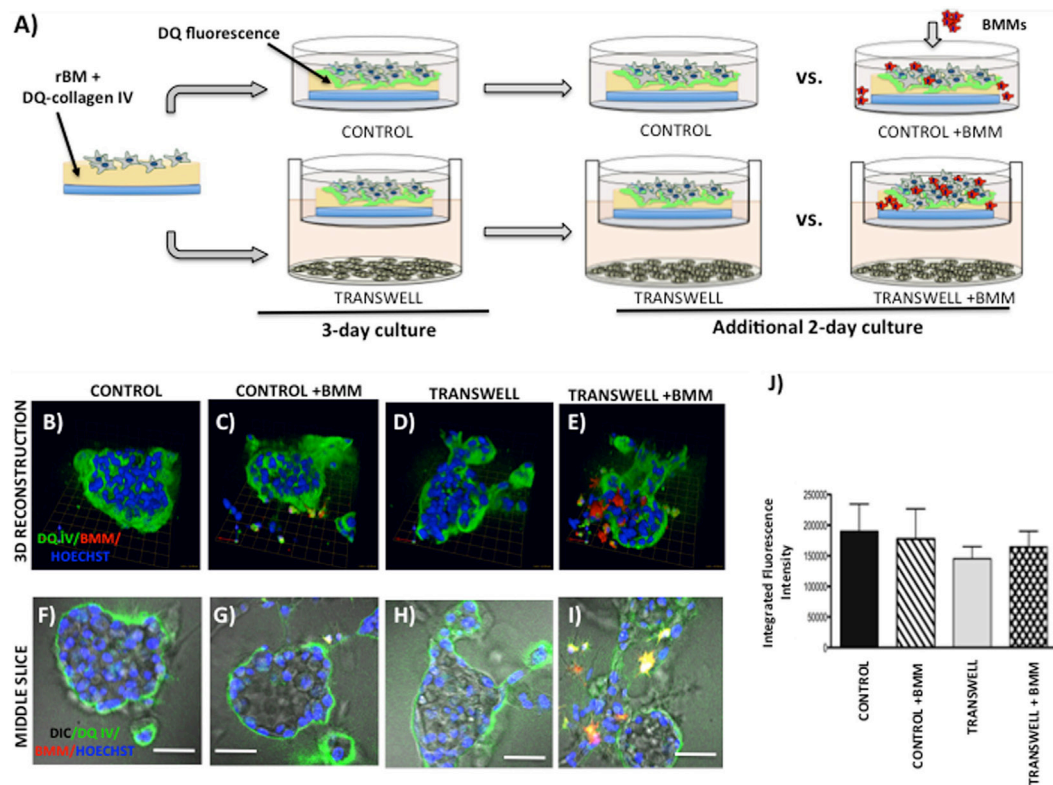 A)
rBM +
DQ-collagen IV
DQ fluorescence
BMMs
CONTROL
CONTROL
vs.
CONTROL +BMM
TRANSWELL
TRANSWELL
vs.
TRANSWELL +BMM
3-day culture
Additional 2-day culture
CONTROL
CONTROL +BMM
TRANSWELL
TRANSWELL +BMM
3D RECONSTRUCTION
B)
C)
D)
E)
DQ IV/BMM/
HOECHST
MIDDLE SLICE
F)
G)
H)
I)
DIC/DQ IV/
BMM/HOECHST
J)
Integrated Fluorescence
Intensity
250000
200000
150000
100000
50000
0
CONTROL
CONTROL +BMM
TRANSWELL
TRANSWELL + BMM